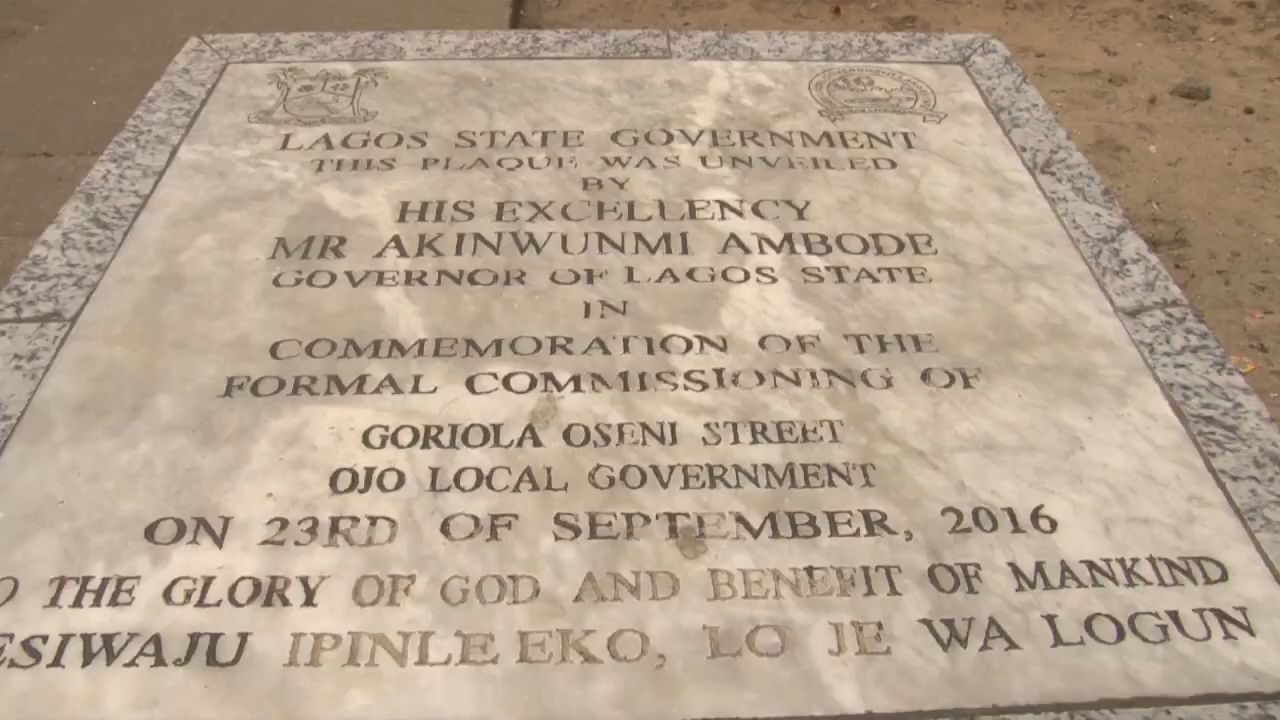 LAGOS STATE GOVERNMENT
THIS PLAQUE WAS UNVEILED
BY
HIS EXCELLENCY
MR AKINWUNMI AMBODE
GOVERNOR OF LAGOS STATE
IN
COMMEMORATION OF THE
FORMAL COMMISSIONING OF
GORIOLA OSENI STREET
OJO LOCAL GOVERNMENT
ON 23RD OF SEPTEMBER, 2016
O THE GLORY OF GOD AND BENEFIT OF MANKIND
ESIWAJU IPINLE EKO, LO JE WA LOGUN